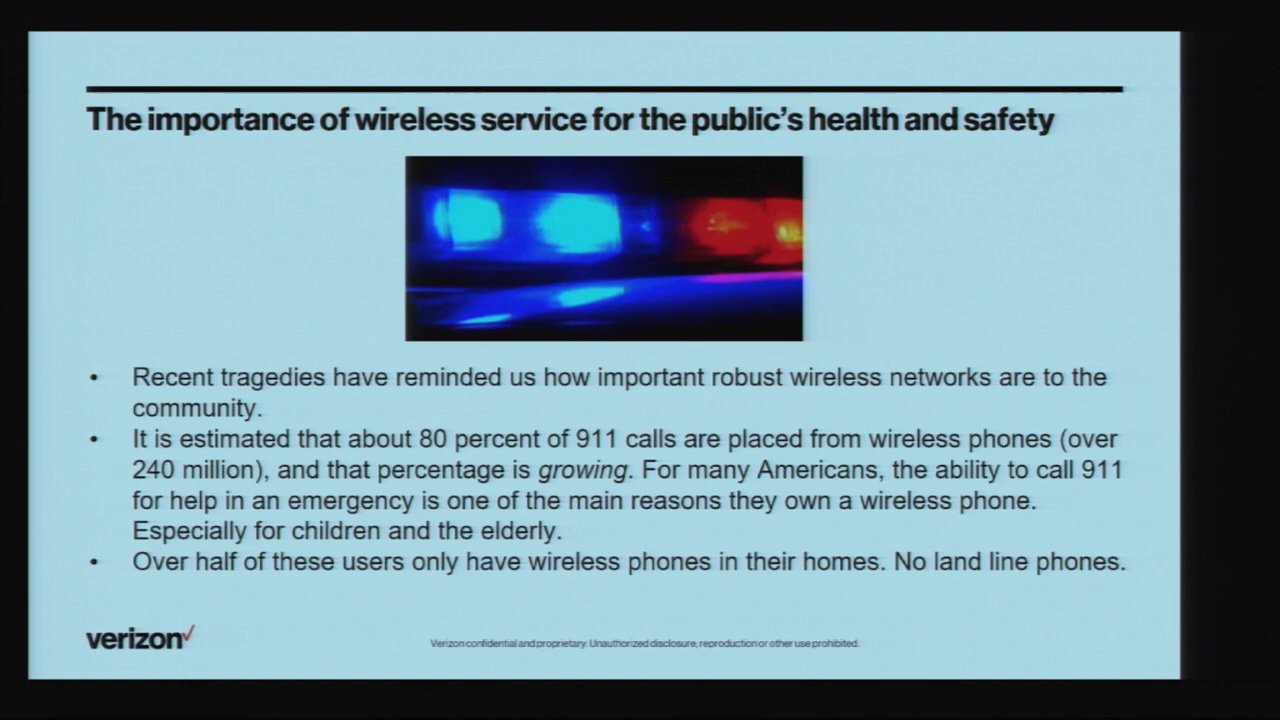 The importance of wireless service for the public's health and safety
• Recent tragedies have reminded us how important robust wireless networks are to the
community.
• It is estimated that about 80 percent of 911 calls are placed from wireless phones (over
240 million), and that percentage is growing. For many Americans, the ability to call 911
for help in an emergency is one of the main reasons they own a wireless phone.
Especially for children and the elderly.
• Over half of these users only have wireless phones in their homes. No land line phones.
verizon✓
Verizon confidential and proprietary. Unauthorized disclosure, reproduction or other use prohibited.